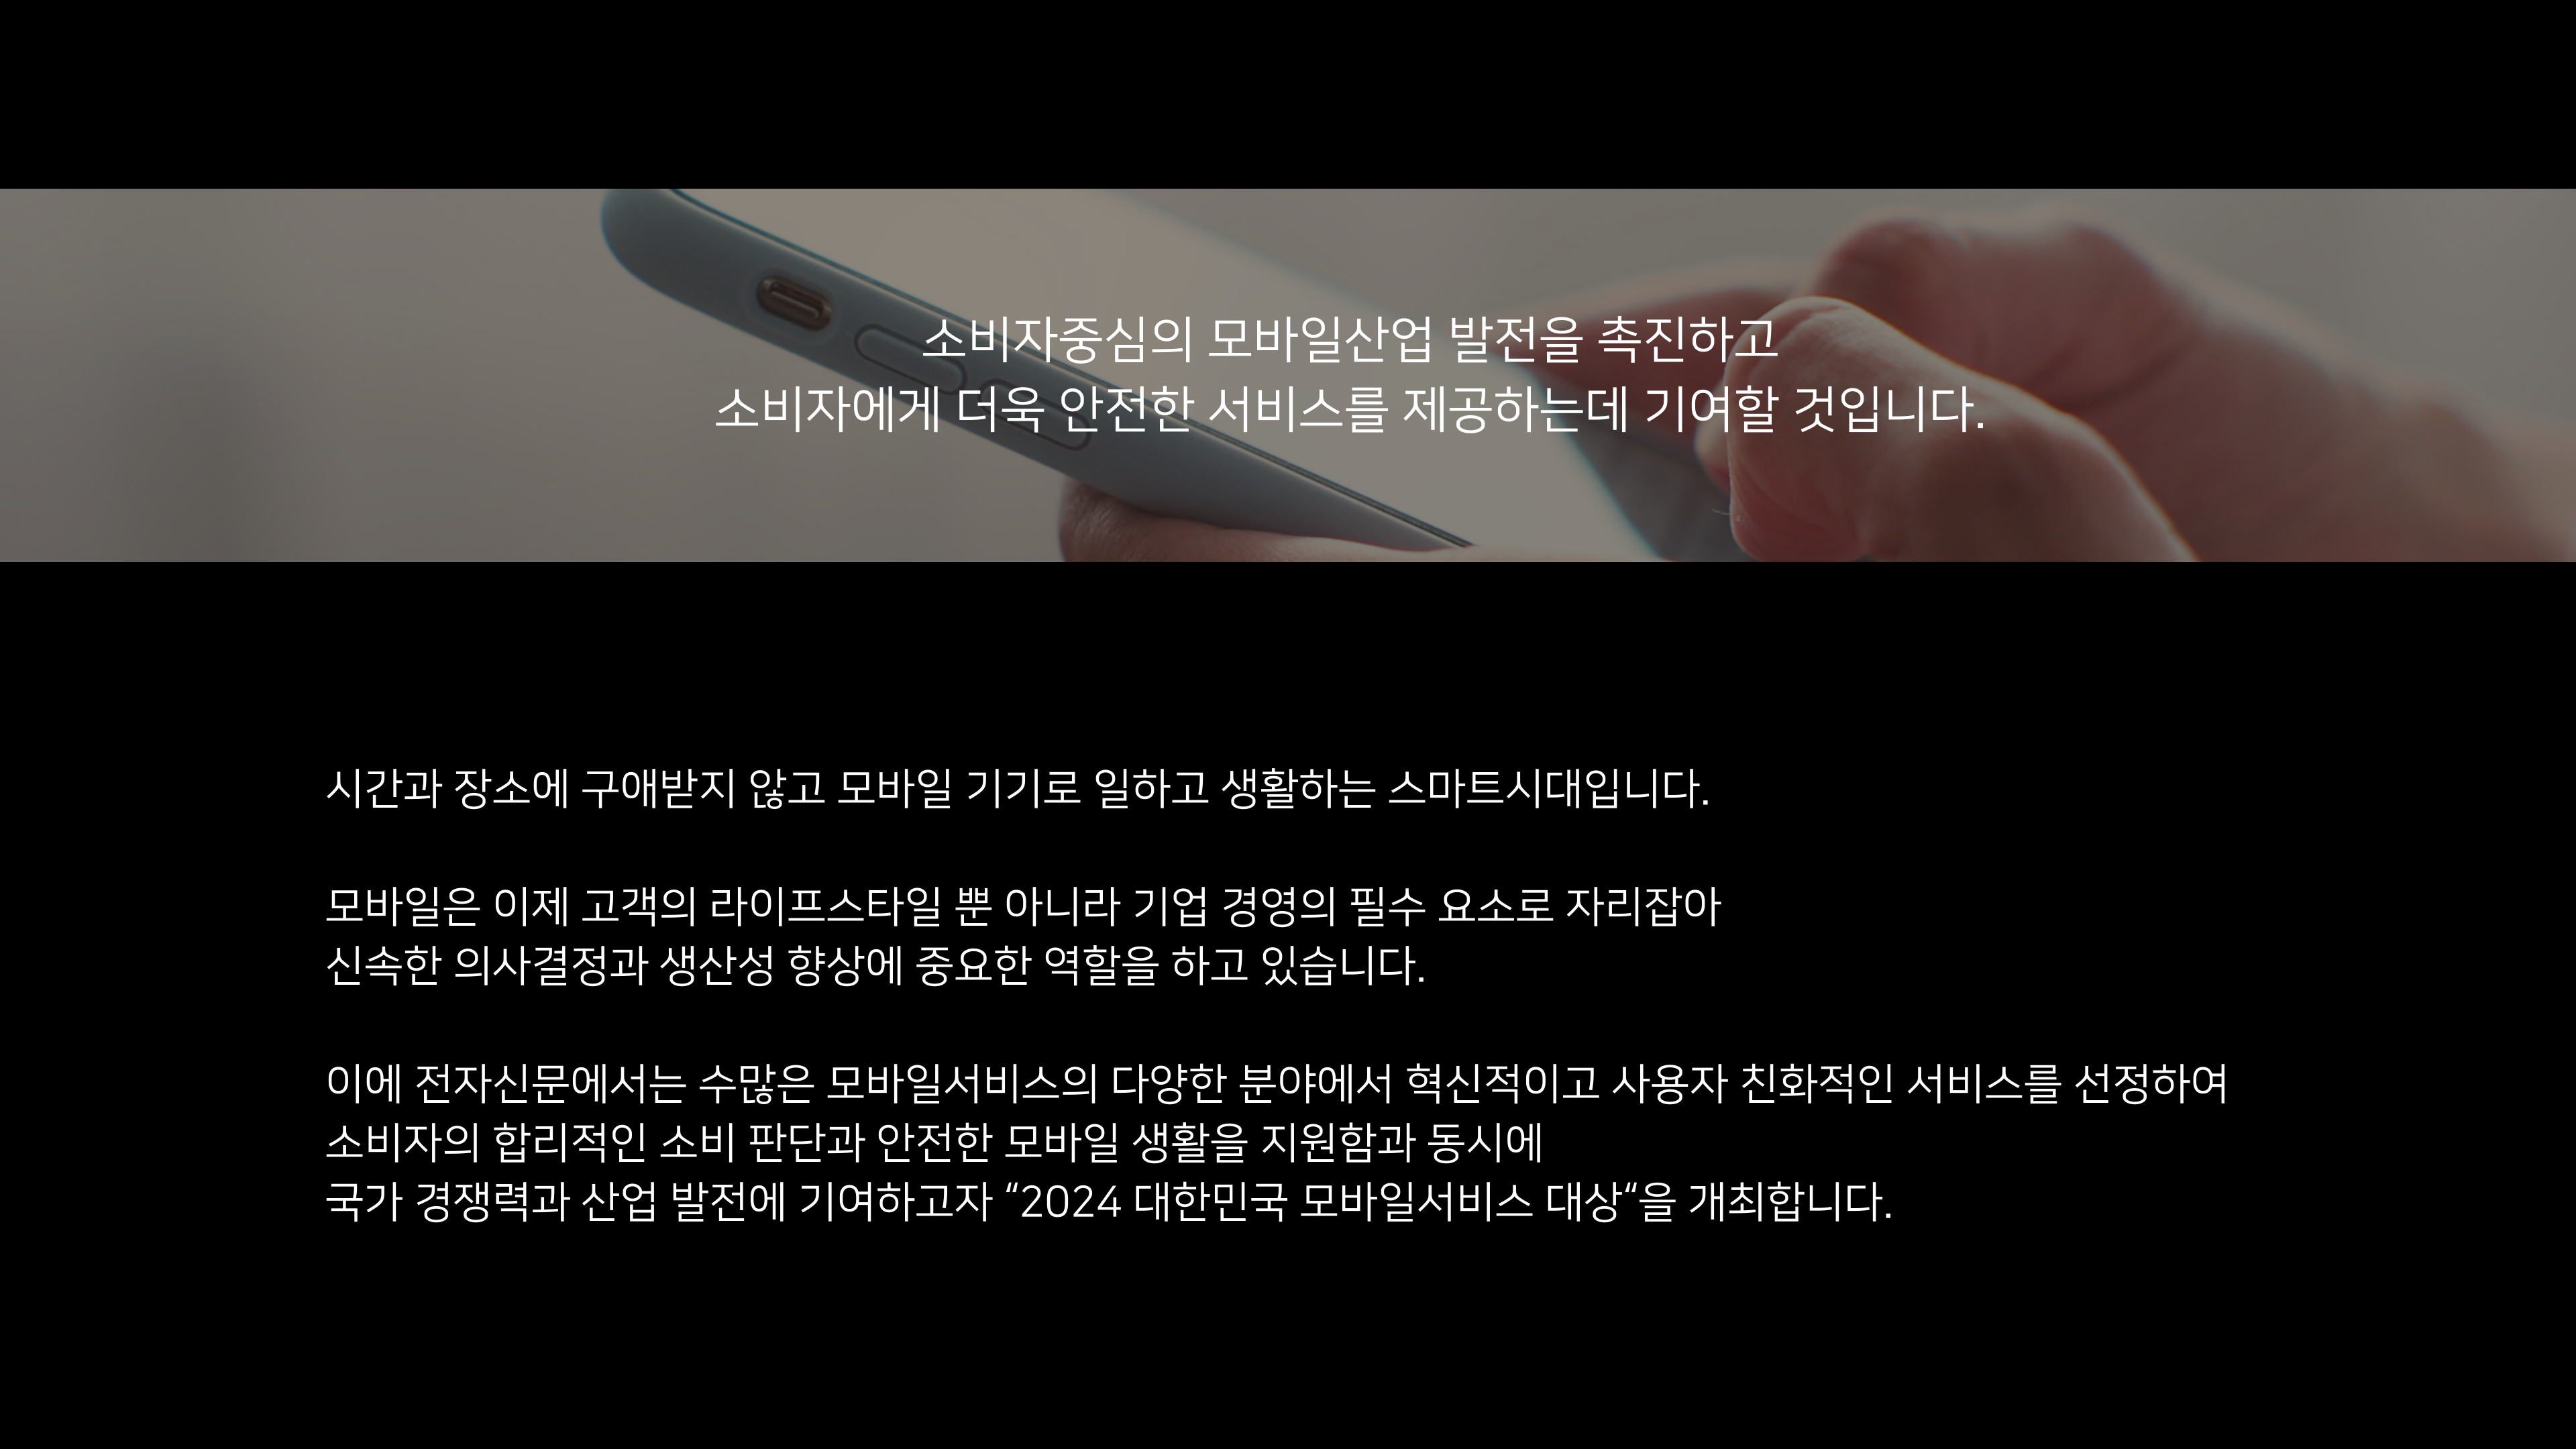 소비자중심의 모바일산업 발전을 촉진하고
소비자에게 더욱 안전한 서비스를 제공하는데 기여할 것입니다.
시간과 장소에 구애받지 않고 모바일 기기로 일하고 생활하는 스마트시대입니다.
모바일은 이제 고객의 라이프스타일 뿐 아니라 기업 경영의 필수 요소로 자리잡아
신속한 의사결정과 생산성 향상에 중요한 역할을 하고 있습니다.
이에 전자신문에서는 수많은 모바일서비스의 다양한 분야에서 혁신적이고 사용자 친화적인 서비스를 선정하여
소비자의 합리적인 소비 판단과 안전한 모바일 생활을 지원함과 동시에
국가 경쟁력과 산업 발전에 기여하고자 “2024 대한민국 모바일서비스 대상“을 개최합니다.